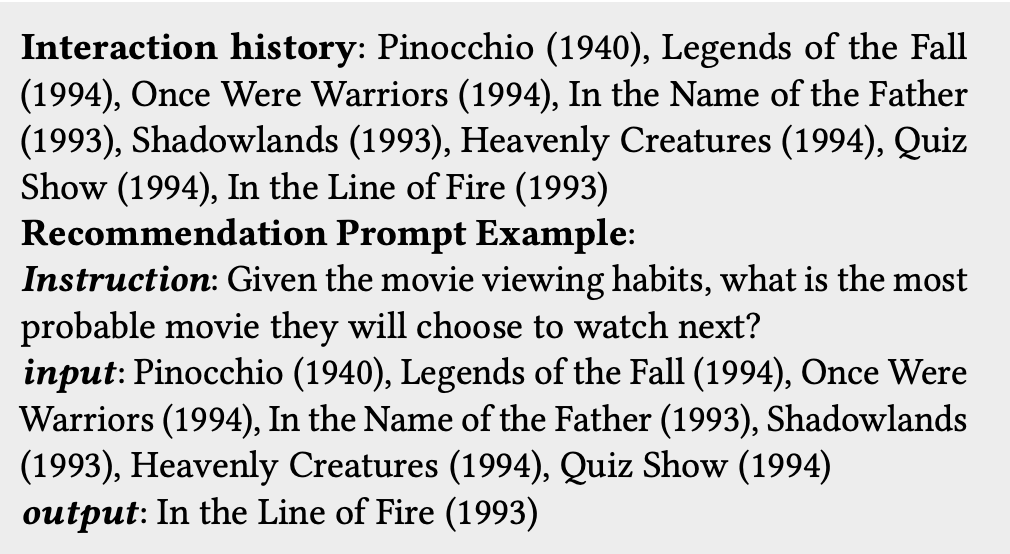 Interaction history: Pinocchio (1940), Legends of the Fall
(1994), Once Were Warriors (1994), In the Name of the Father
(1993), Shadowlands (1993), Heavenly Creatures (1994), Quiz
Show (1994), In the Line of Fire (1993)
Recommendation Prompt Example:
Instruction: Given the movie viewing habits, what is the most
probable movie they will choose to watch next?
input: Pinocchio (1940), Legends of the Fall (1994), Once Were
Warriors (1994), In the Name of the Father (1993), Shadowlands
(1993), Heavenly Creatures (1994), Quiz Show (1994)
output: In the Line of Fire (1993)